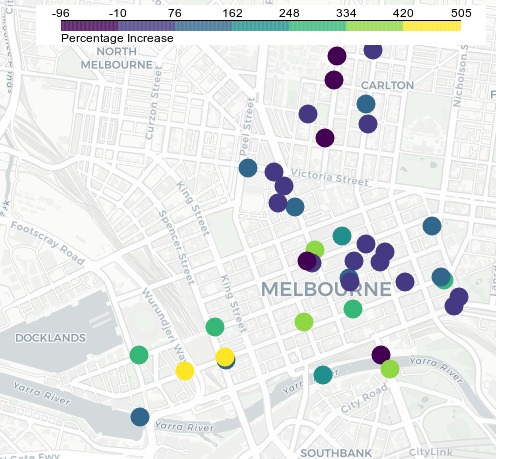 -96 -10 76 162 248 334 420 505
Percentage Increase
NORTH
MELBOURNE
CARLTON
Nicholson S
Curzon Street
Peel Street
Victoria Street
King Street
Spencer Street
Footscray Road
King Street
Wurundjeri Way
MELBOURNE
DOCKLANDS
Yarra River
Yarra River
Yarra River
City Road
Yarra River
SOUTHBANK
CityLink
Gate Fwy